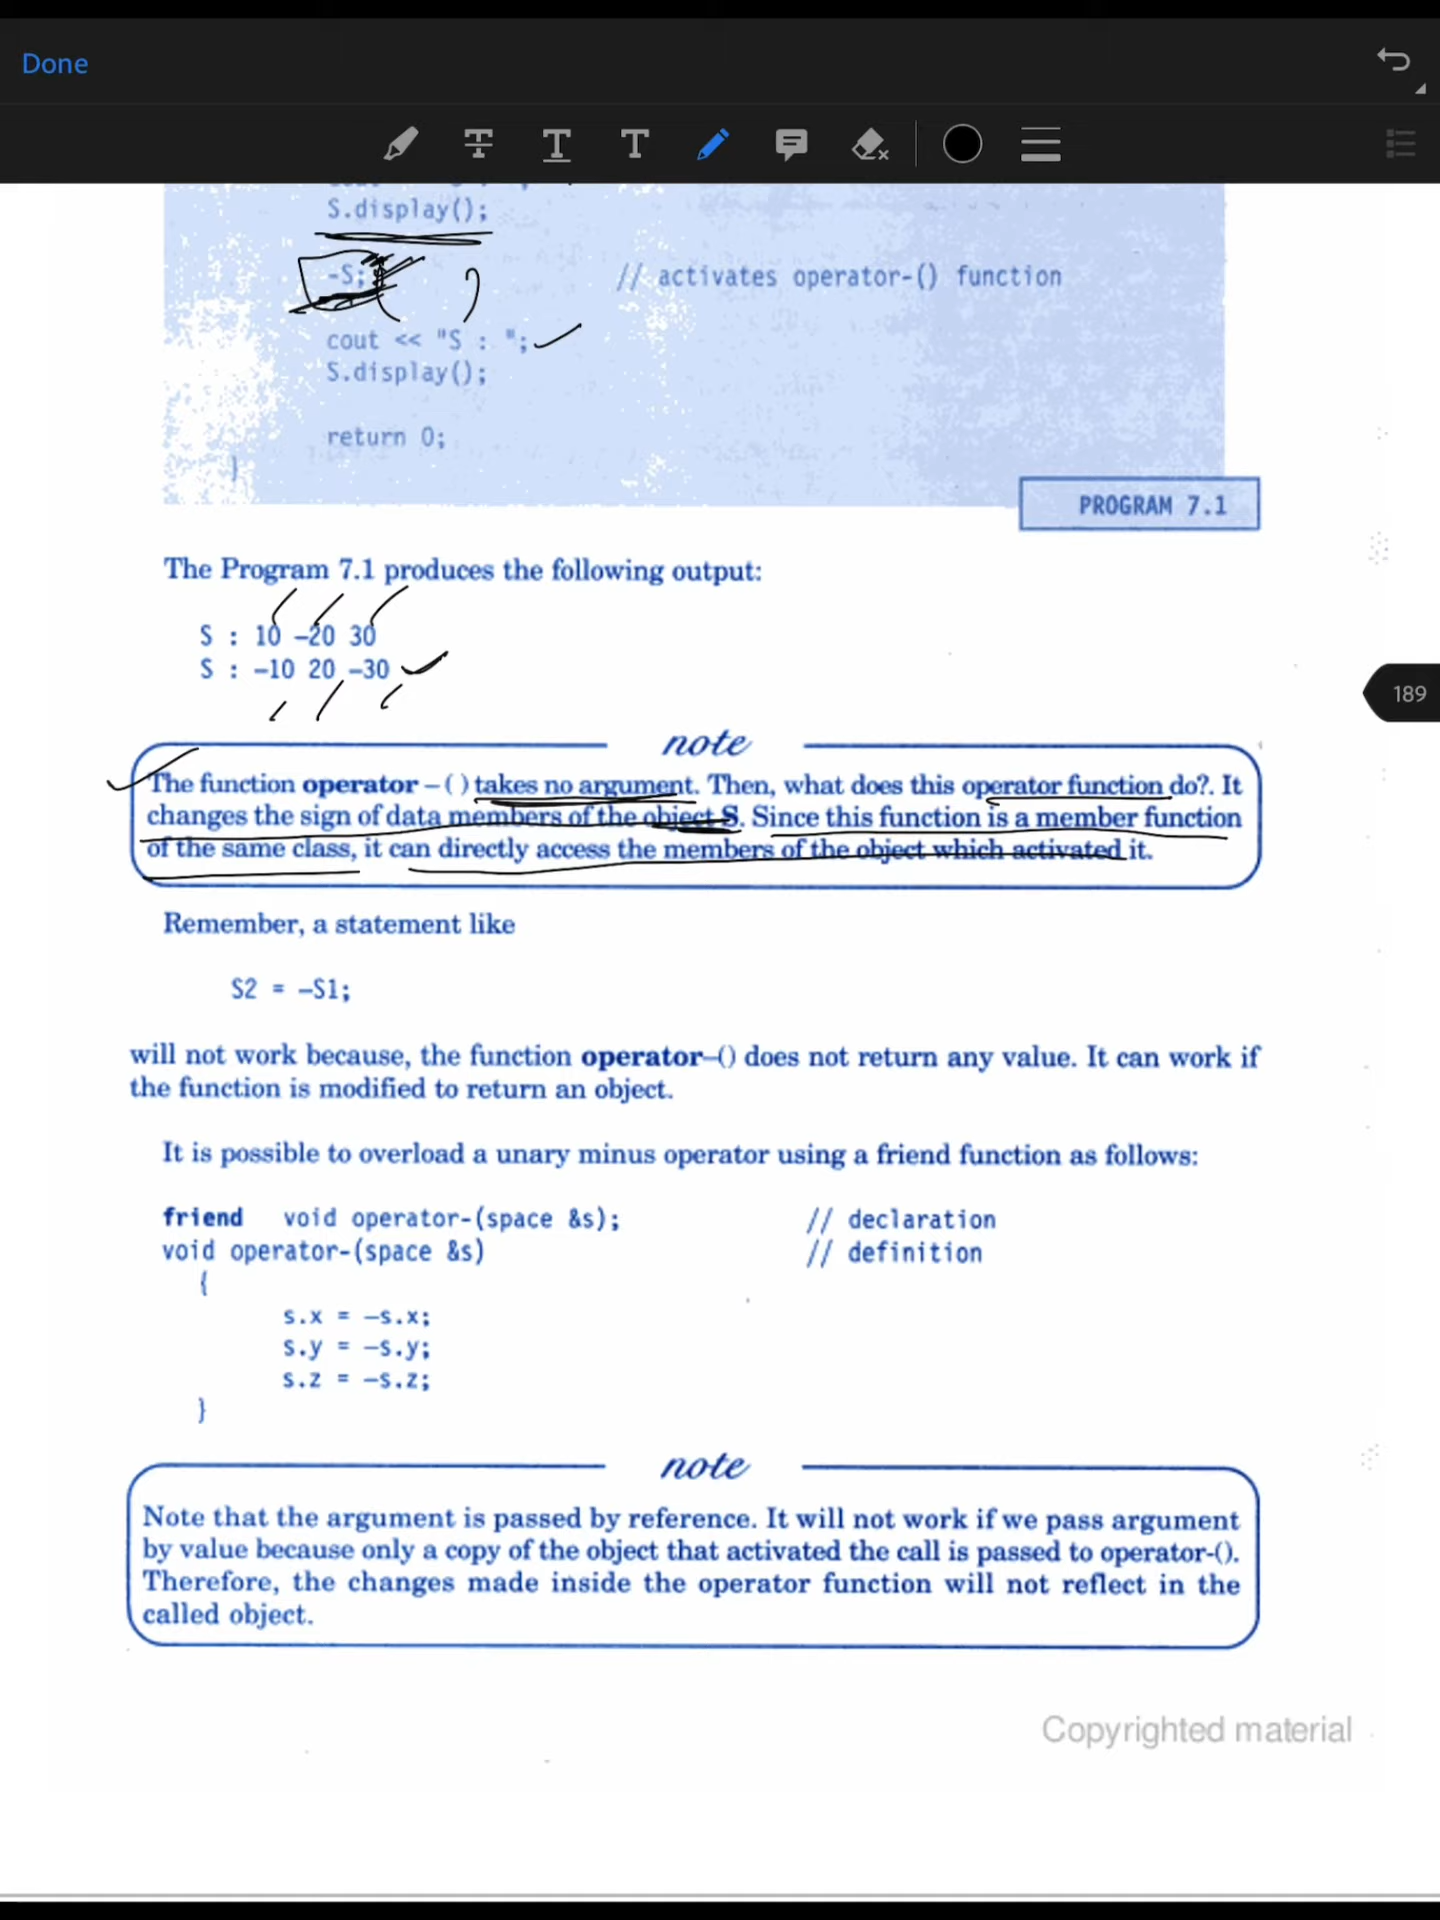 Done
S.display();
-S; // activates operator-() function
cout << "S : ";
S.display();
return 0;
}
PROGRAM 7.1
The Program 7.1 produces the following output:
S : 10 –20 30
S : –10 20 –30
189
note
The function operator –( ) takes no argument. Then, what does this operator function do?. It
changes the sign of data members of the object S. Since this function is a member function
of the same class, it can directly access the members of the object which activated it.
Remember, a statement like
S2 = –S1;
will not work because, the function operator–() does not return any value. It can work if
the function is modified to return an object.
It is possible to overload a unary minus operator using a friend function as follows:
friend void operator-(space &s); // declaration
void operator-(space &s) // definition
{
s.x = –s.x;
s.y = –s.y;
s.z = –s.z;
}
note
Note that the argument is passed by reference. It will not work if we pass argument
by value because only a copy of the object that activated the call is passed to operator-().
Therefore, the changes made inside the operator function will not reflect in the
called object.
Copyrighted material